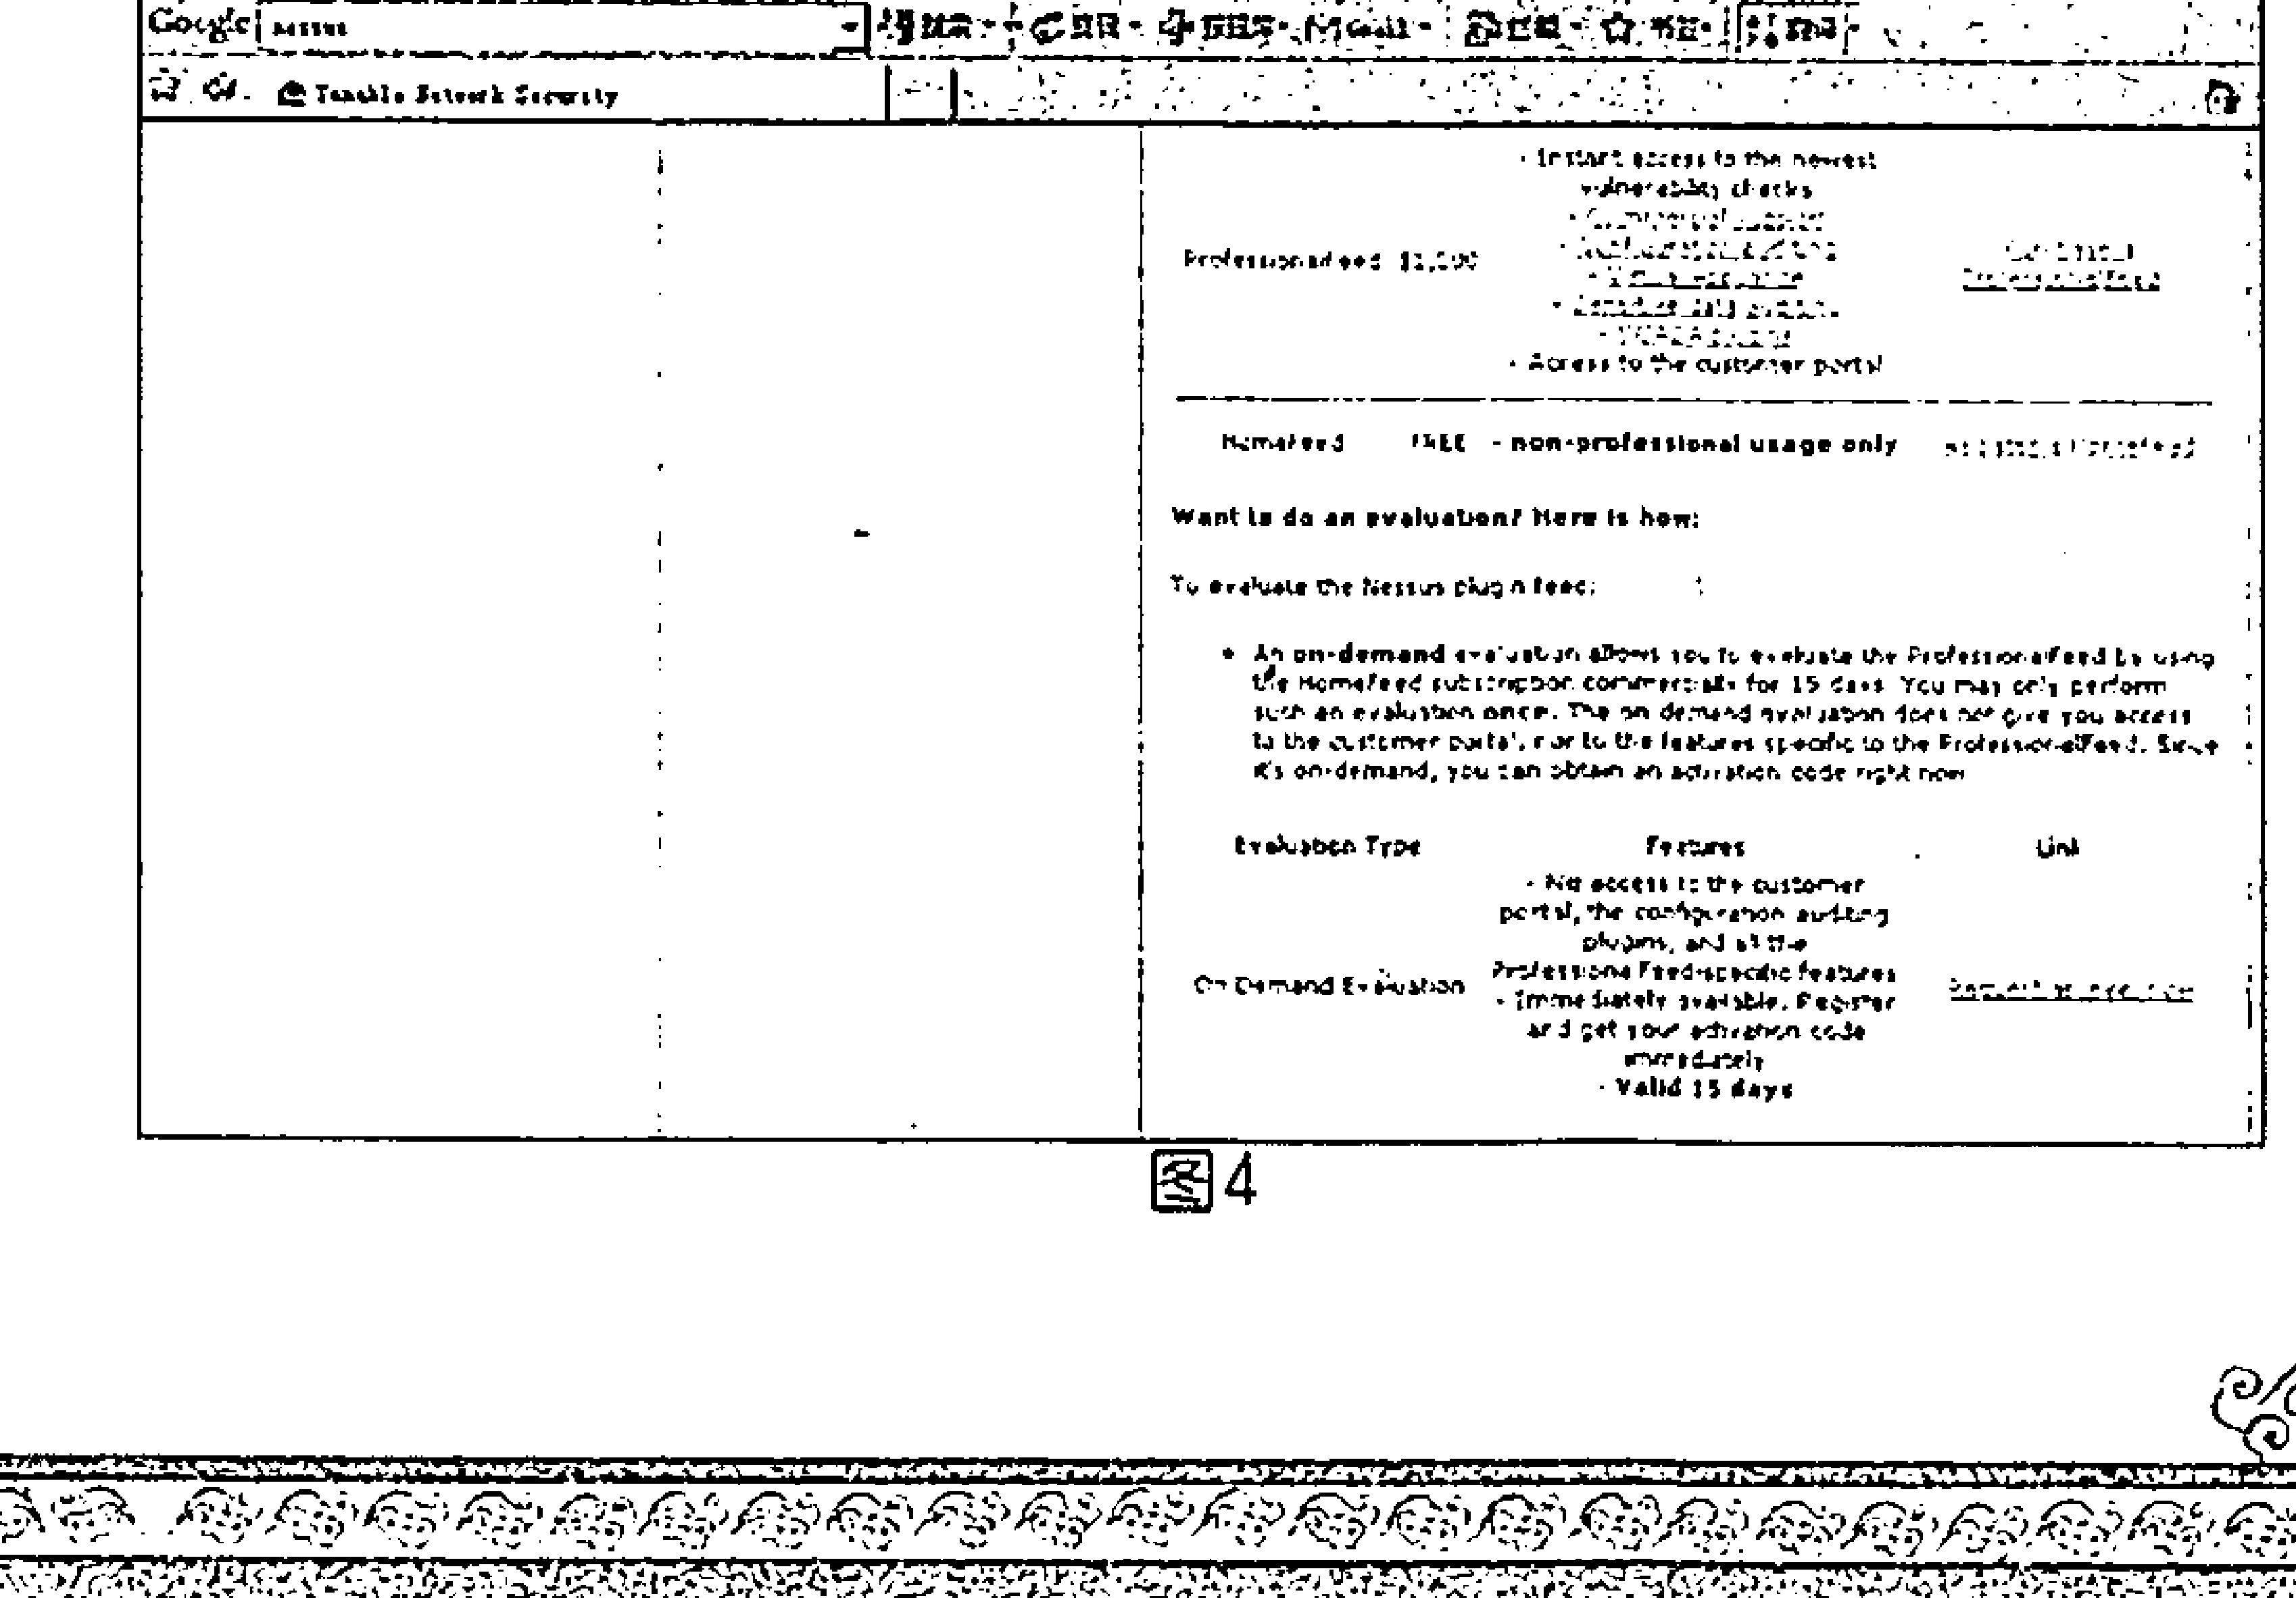 Google nessus
Tenable Network Security
- Instant access to the newest
vulnerability checks
ProfessionalFeed $1,200
- Access to the customer portal
HomeFeed FREE - non-professional usage only
Want to do an evaluation? Here is how:
To evaluate the Nessus plugin feed:
• An on-demand evaluation allows you to evaluate the ProfessionalFeed by using
the HomeFeed subscription commercially for 15 days. You may only perform
such an evaluation once. The on demand evaluation does not give you access
to the customer portal, nor to the features specific to the ProfessionalFeed. Since
it's on-demand, you can obtain an activation code right now
Evaluation Type Features Link
- No access to the customer
portal, the configuration auditing
plugins, and all the
ProfessionalFeed-specific features
On Demand Evaluation
- Immediately available. Register
and get your activation code
immediately
- Valid 15 days
图4